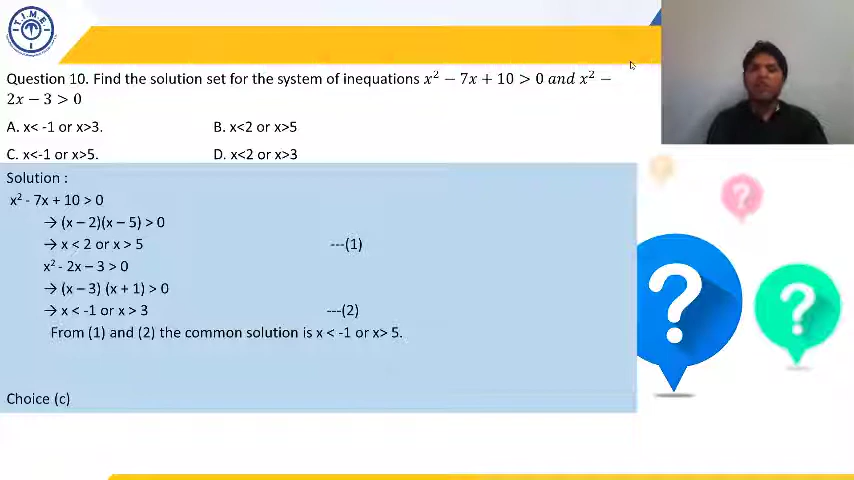 T.I.M.E.
Question 10. Find the solution set for the system of inequations x² − 7x + 10 > 0 and x² −
2x − 3 > 0
A. x< -1 or x>3. B. x<2 or x>5
C. x<-1 or x>5. D. x<2 or x>3
Solution :
x² - 7x + 10 > 0
→ (x – 2)(x – 5) > 0
→ x < 2 or x > 5 ---(1)
x² - 2x – 3 > 0
→ (x – 3) (x + 1) > 0
→ x < -1 or x > 3 ---(2)
From (1) and (2) the common solution is x < -1 or x> 5.
Choice (c)
? ? ?